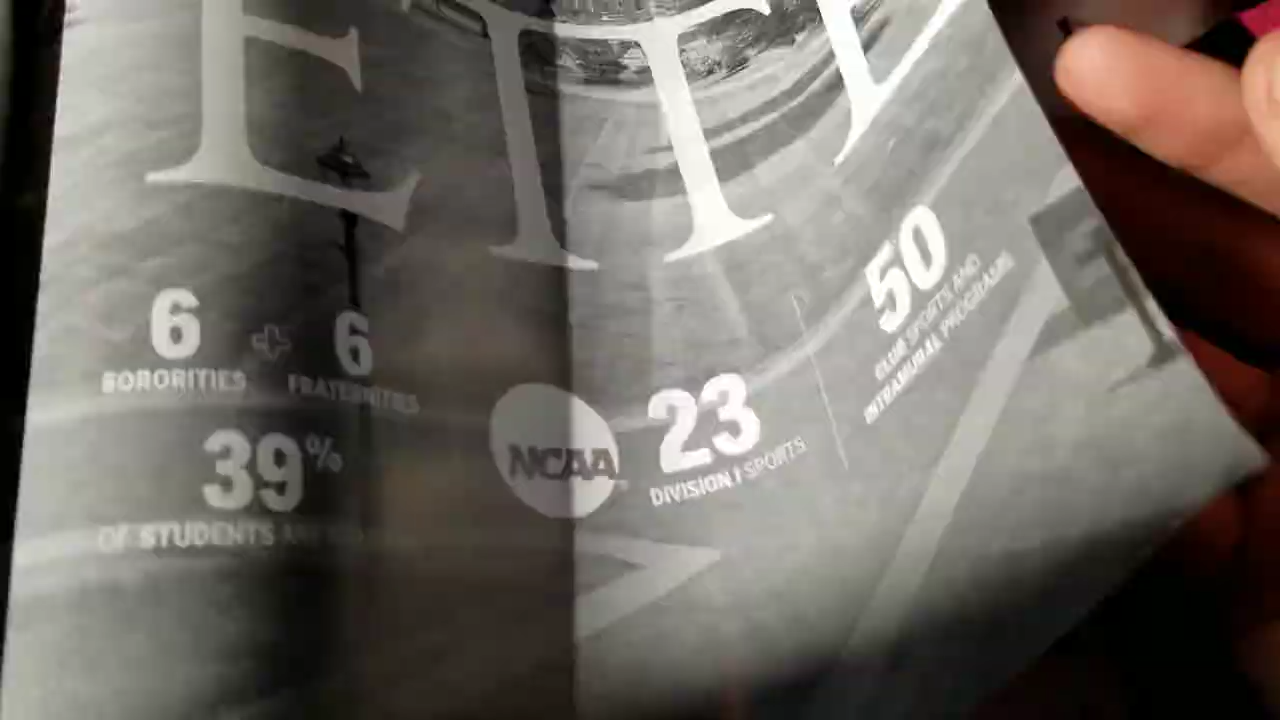 6 + 6
SORORITIES FRATERNITIES
39%
OF STUDENTS
NCAA
23
DIVISION I SPORTS
50
CLUB SPORTS AND
INTRAMURAL PROGRAMS